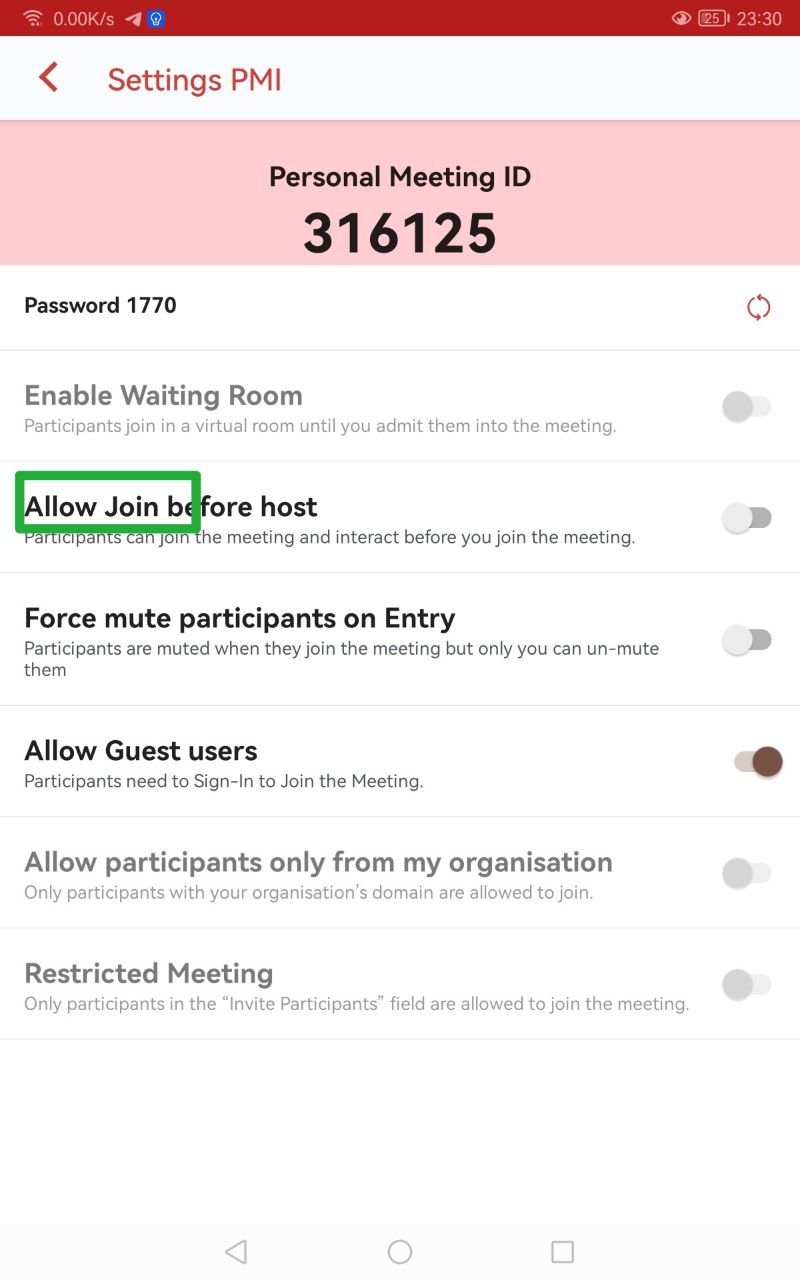 0.00K/s 25 23:30
Settings PMI
Personal Meeting ID
316125
Password 1770
Enable Waiting Room
Participants join in a virtual room until you admit them into the meeting.
Allow Join before host
Participants can join the meeting and interact before you join the meeting.
Force mute participants on Entry
Participants are muted when they join the meeting but only you can un-mute
them
Allow Guest users
Participants need to Sign-In to Join the Meeting.
Allow participants only from my organisation
Only participants with your organisation’s domain are allowed to join.
Restricted Meeting
Only participants in the “Invite Participants” field are allowed to join the meeting.